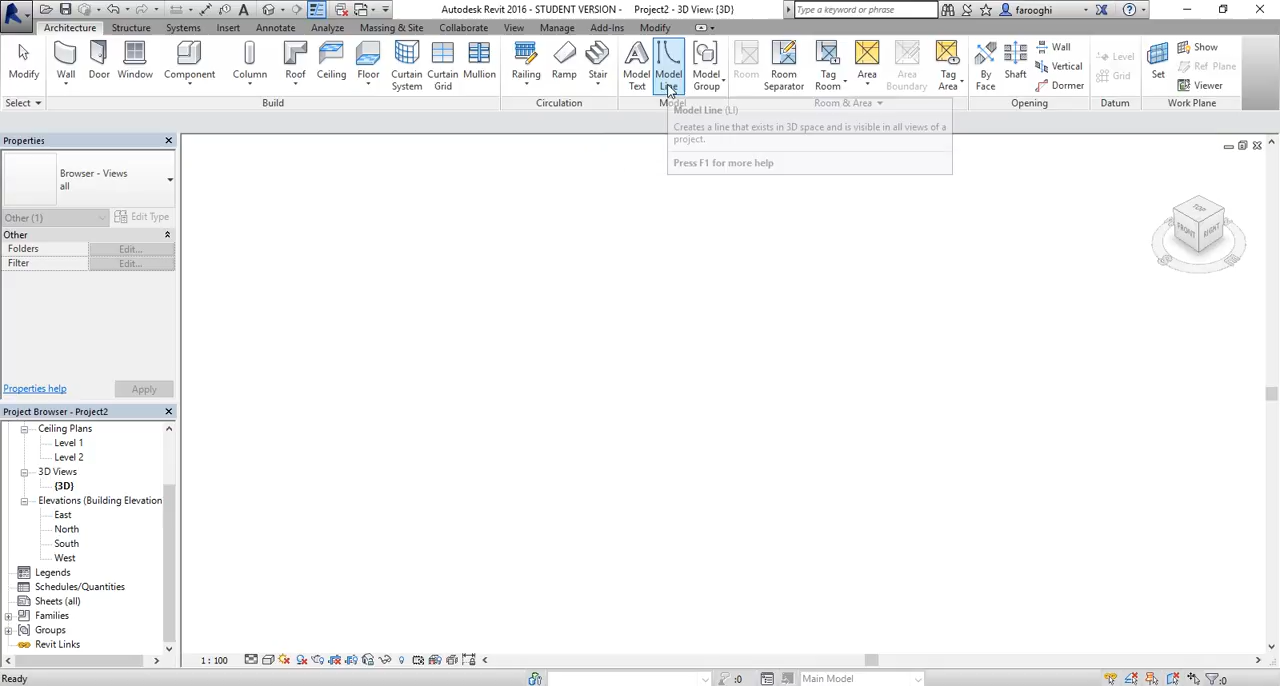 Autodesk Revit 2016 - STUDENT VERSION - Project2 - 3D View: {3D}
Type a keyword or phrase
farooghi
Architecture Structure Systems Insert Annotate Analyze Massing & Site Collaborate View Manage Add-Ins Modify
Modify Wall Door Window Component Column Roof Ceiling Floor Curtain System Curtain Grid Mullion Railing Ramp Stair Model Text Model Line Model Group Room Room Separator Tag Room Area Area Boundary Tag Area By Face Shaft Wall Vertical Dormer Level Grid Set Show Ref Plane Viewer
Select Build Circulation Model Room & Area Opening Datum Work Plane
Model Line (LI)
Creates a line that exists in 3D space and is visible in all views of a
project.
Press F1 for more help
Properties
Browser - Views
all
Other (1) Edit Type
Other
Folders Edit...
Filter Edit...
Properties help Apply
TOP
FRONT
RIGHT
Project Browser - Project2
Ceiling Plans
Level 1
Level 2
3D Views
{3D}
Elevations (Building Elevation
East
North
South
West
Legends
Schedules/Quantities
Sheets (all)
Families
Groups
Revit Links
1 : 100
Ready
:0
Main Model
:0